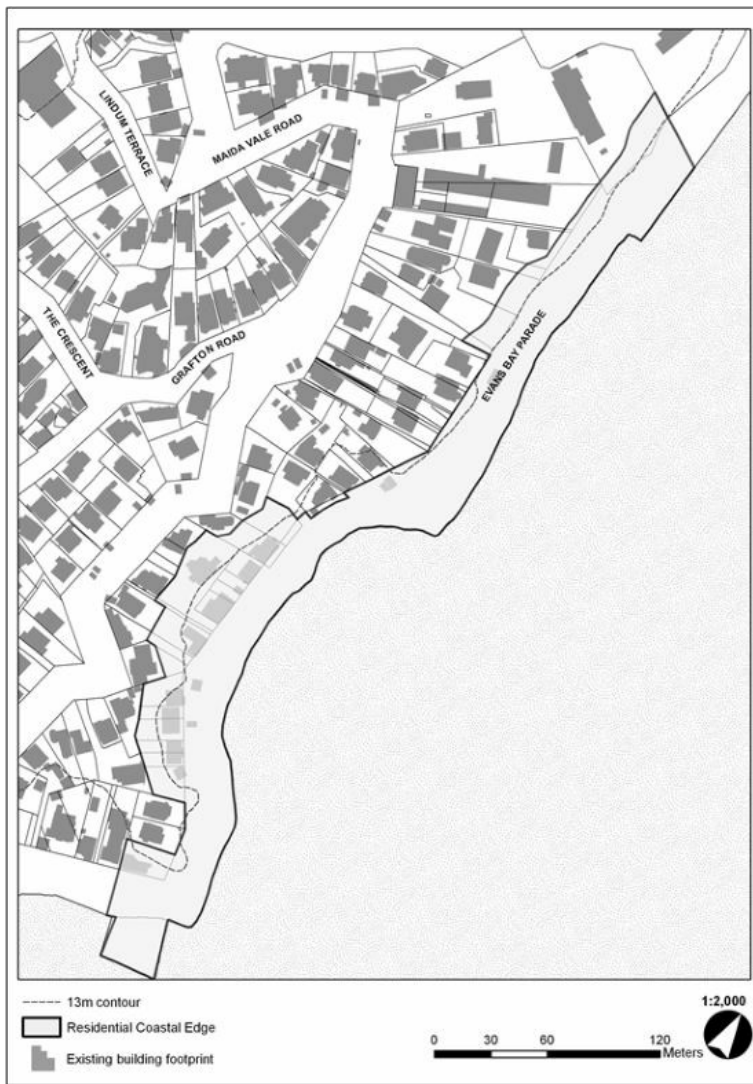 LINDUM TERRACE
MAIDA VALE ROAD
THE CRESCENT
GRAFTON ROAD
EVANS BAY PARADE
13m contour
Residential Coastal Edge
Existing building footprint
1:2,000
0 30 60 120
Meters